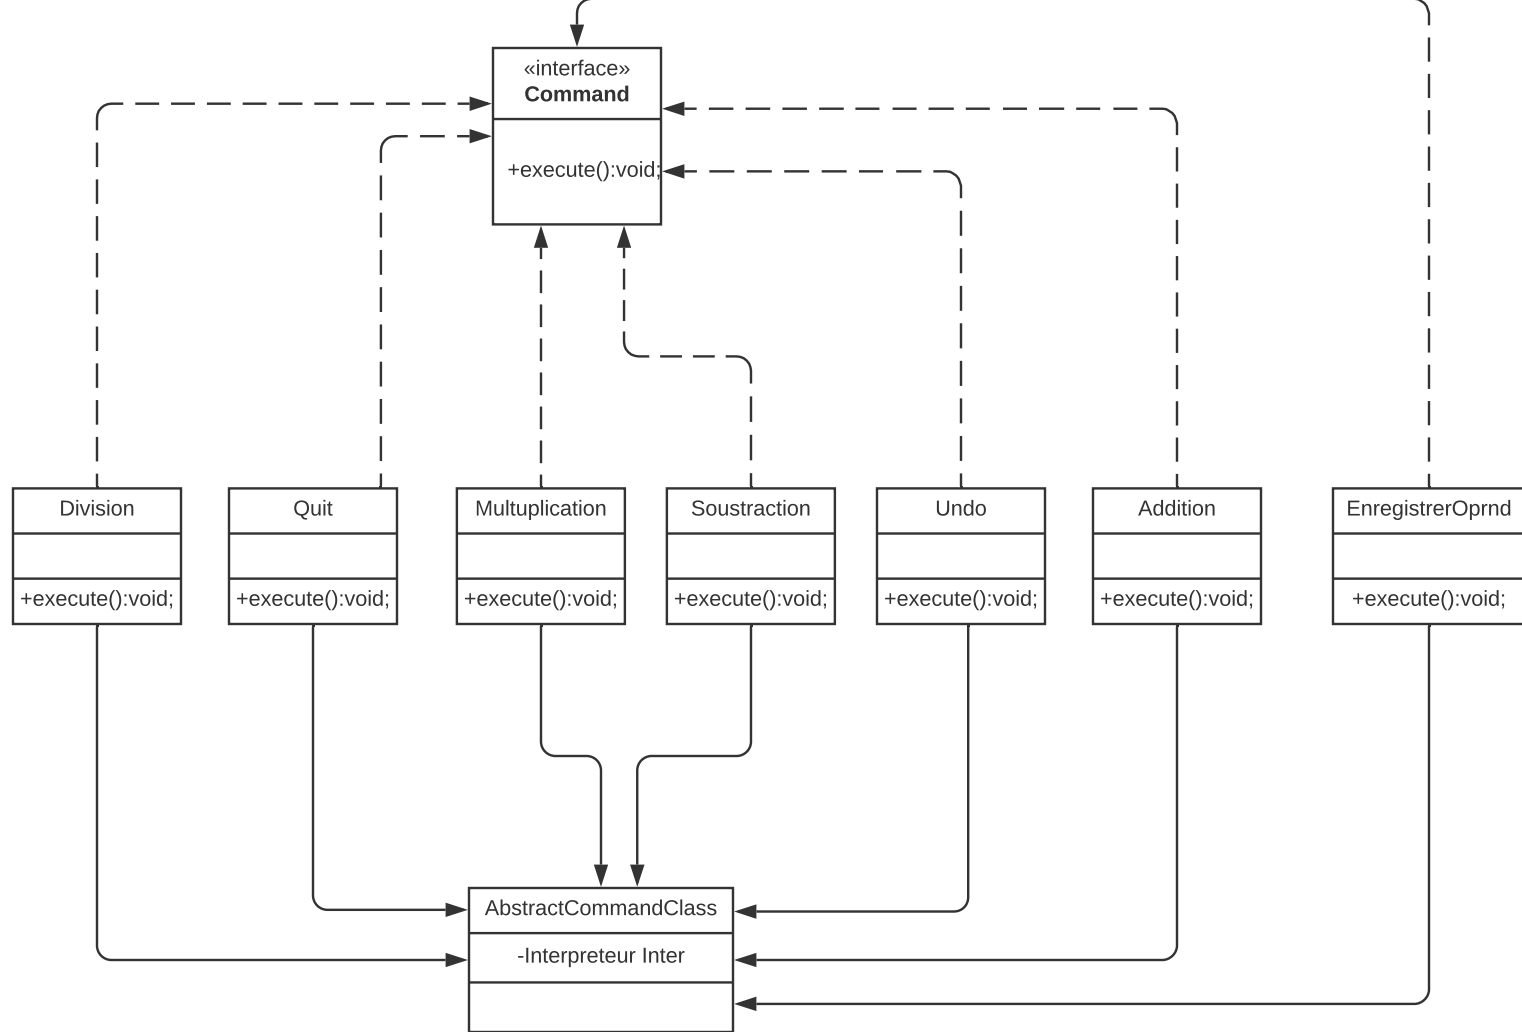 «interface»
Command
+execute():void;
Division
Quit
Multuplication
Soustraction
Undo
Addition
EnregistrerOprnd
+execute():void;
+execute():void;
+execute():void;
+execute():void;
+execute():void;
+execute():void;
+execute():void;
AbstractCommandClass
-Interpreteur Inter